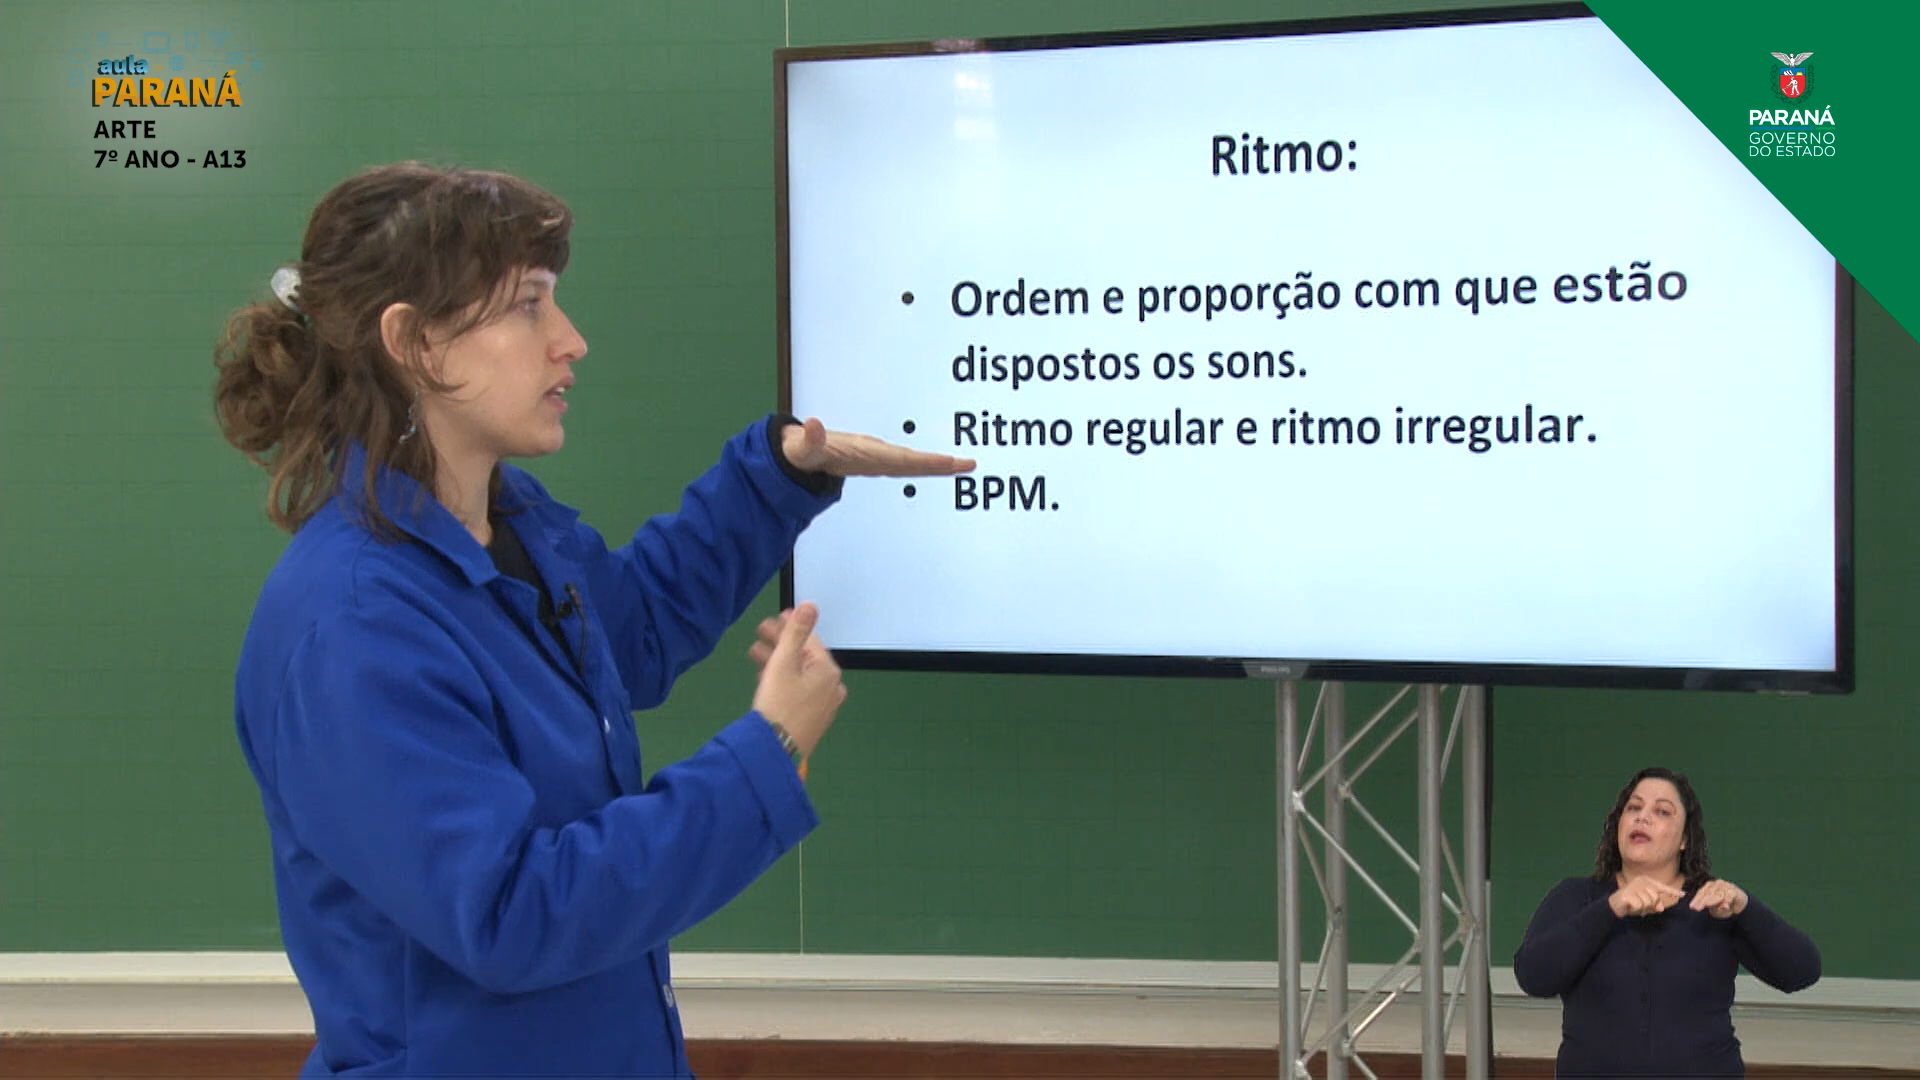 aula
PARANÁ
ARTE
7º ANO - A13
PARANÁ
GOVERNO
DO ESTADO
Ritmo:
• Ordem e proporção com que estão
dispostos os sons.
• Ritmo regular e ritmo irregular.
• BPM.
PHILIPS